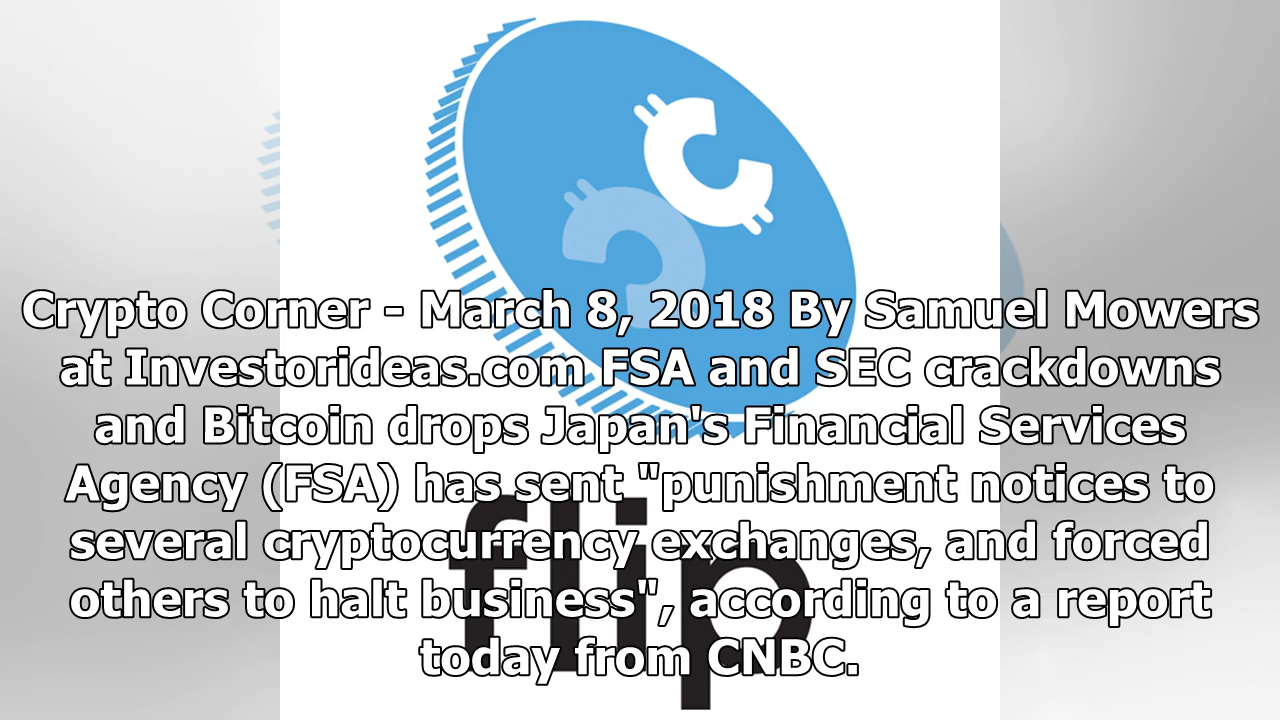 Crypto Corner - March 8, 2018 By Samuel Mowers
at Investorideas.com FSA and SEC crackdowns
and Bitcoin drops Japan's Financial Services
Agency (FSA) has sent "punishment notices to
several cryptocurrency exchanges, and forced
others to halt business", according to a report
today from CNBC.
flip